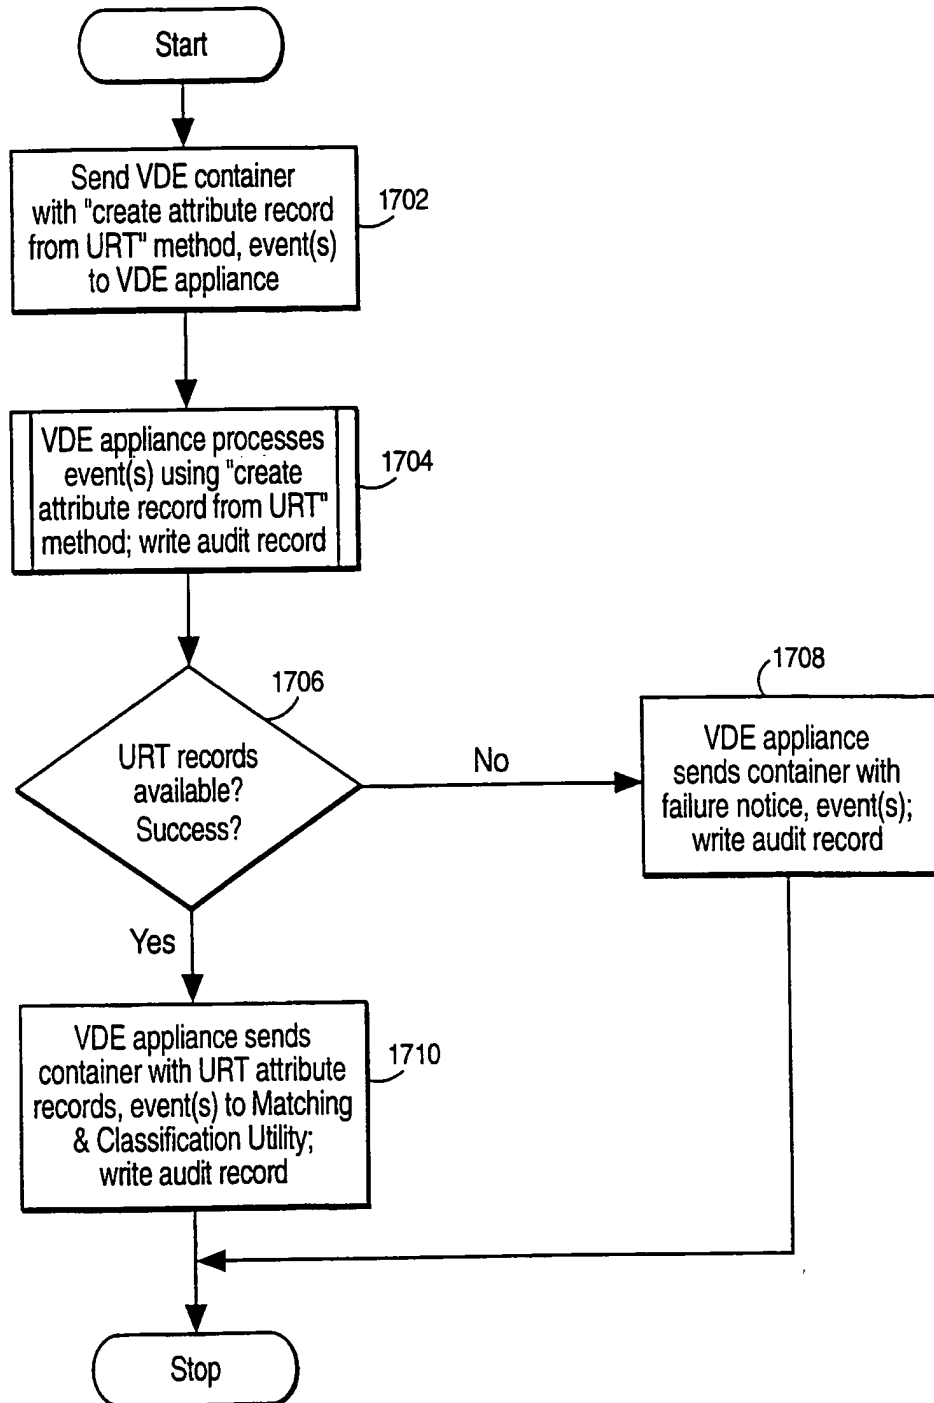 Start
Send VDE container
with "create attribute record
from URT" method, event(s)
to VDE appliance
1702
VDE appliance processes
event(s) using "create
attribute record from URT"
method; write audit record
1704
1706
URT records
available?
Success?
No
1708
VDE appliance
sends container with
failure notice, event(s);
write audit record
Yes
VDE appliance sends
container with URT attribute
records, event(s) to Matching
& Classification Utility;
write audit record
1710
Stop